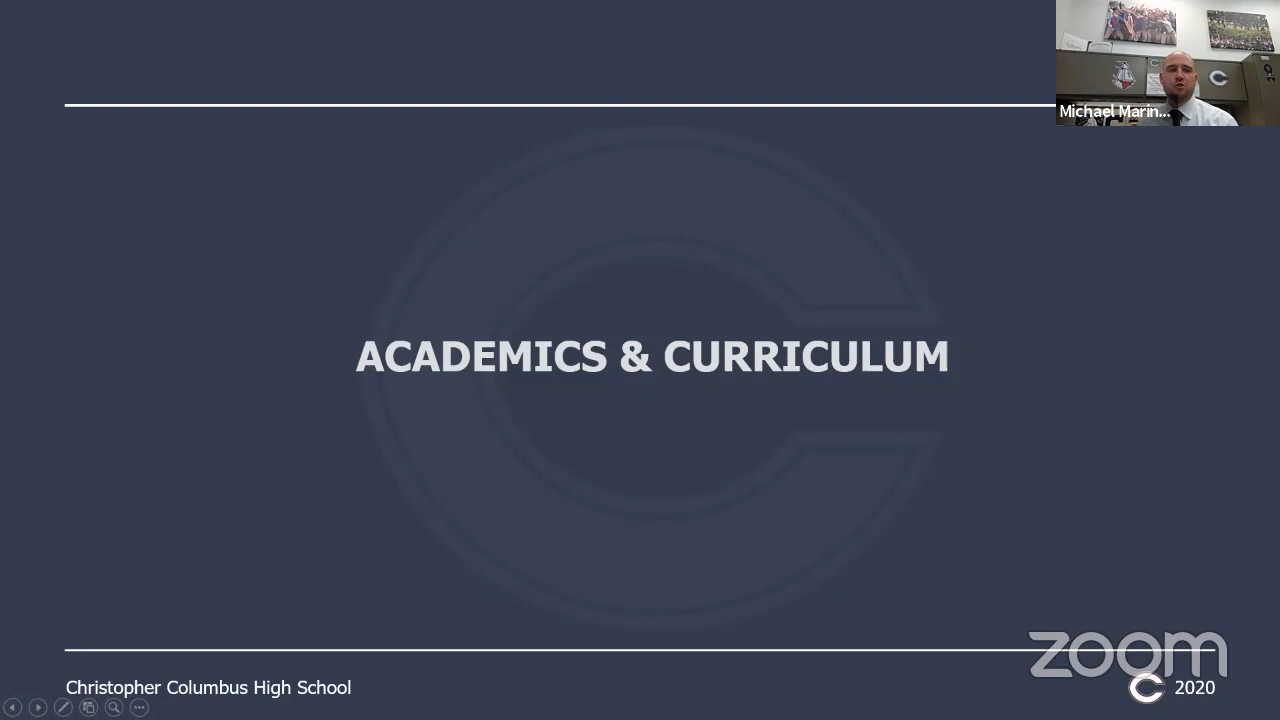 Michael Marin...
ACADEMICS & CURRICULUM
zoom
Christopher Columbus High School
C 2020